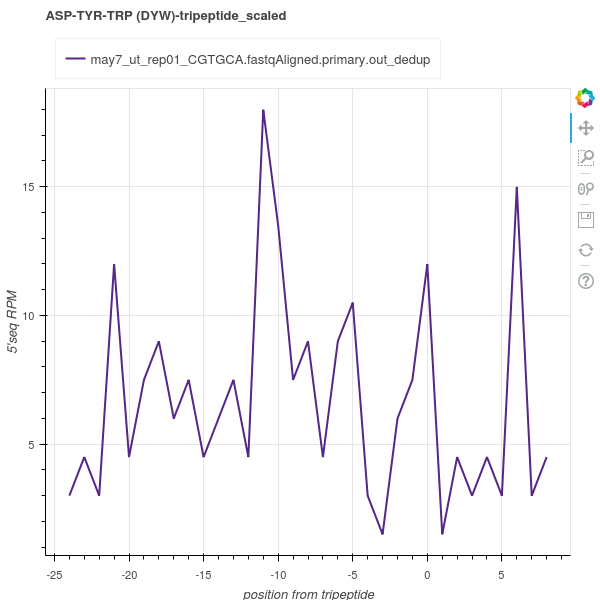 ASP-TYR-TRP (DYW)-tripeptide_scaled
may7_ut_rep01_CGTGCA.fastqAligned.primary.out_dedup
15
10
5
5'seq RPM
-25 -20 -15 -10 -5 0 5
position from tripeptide